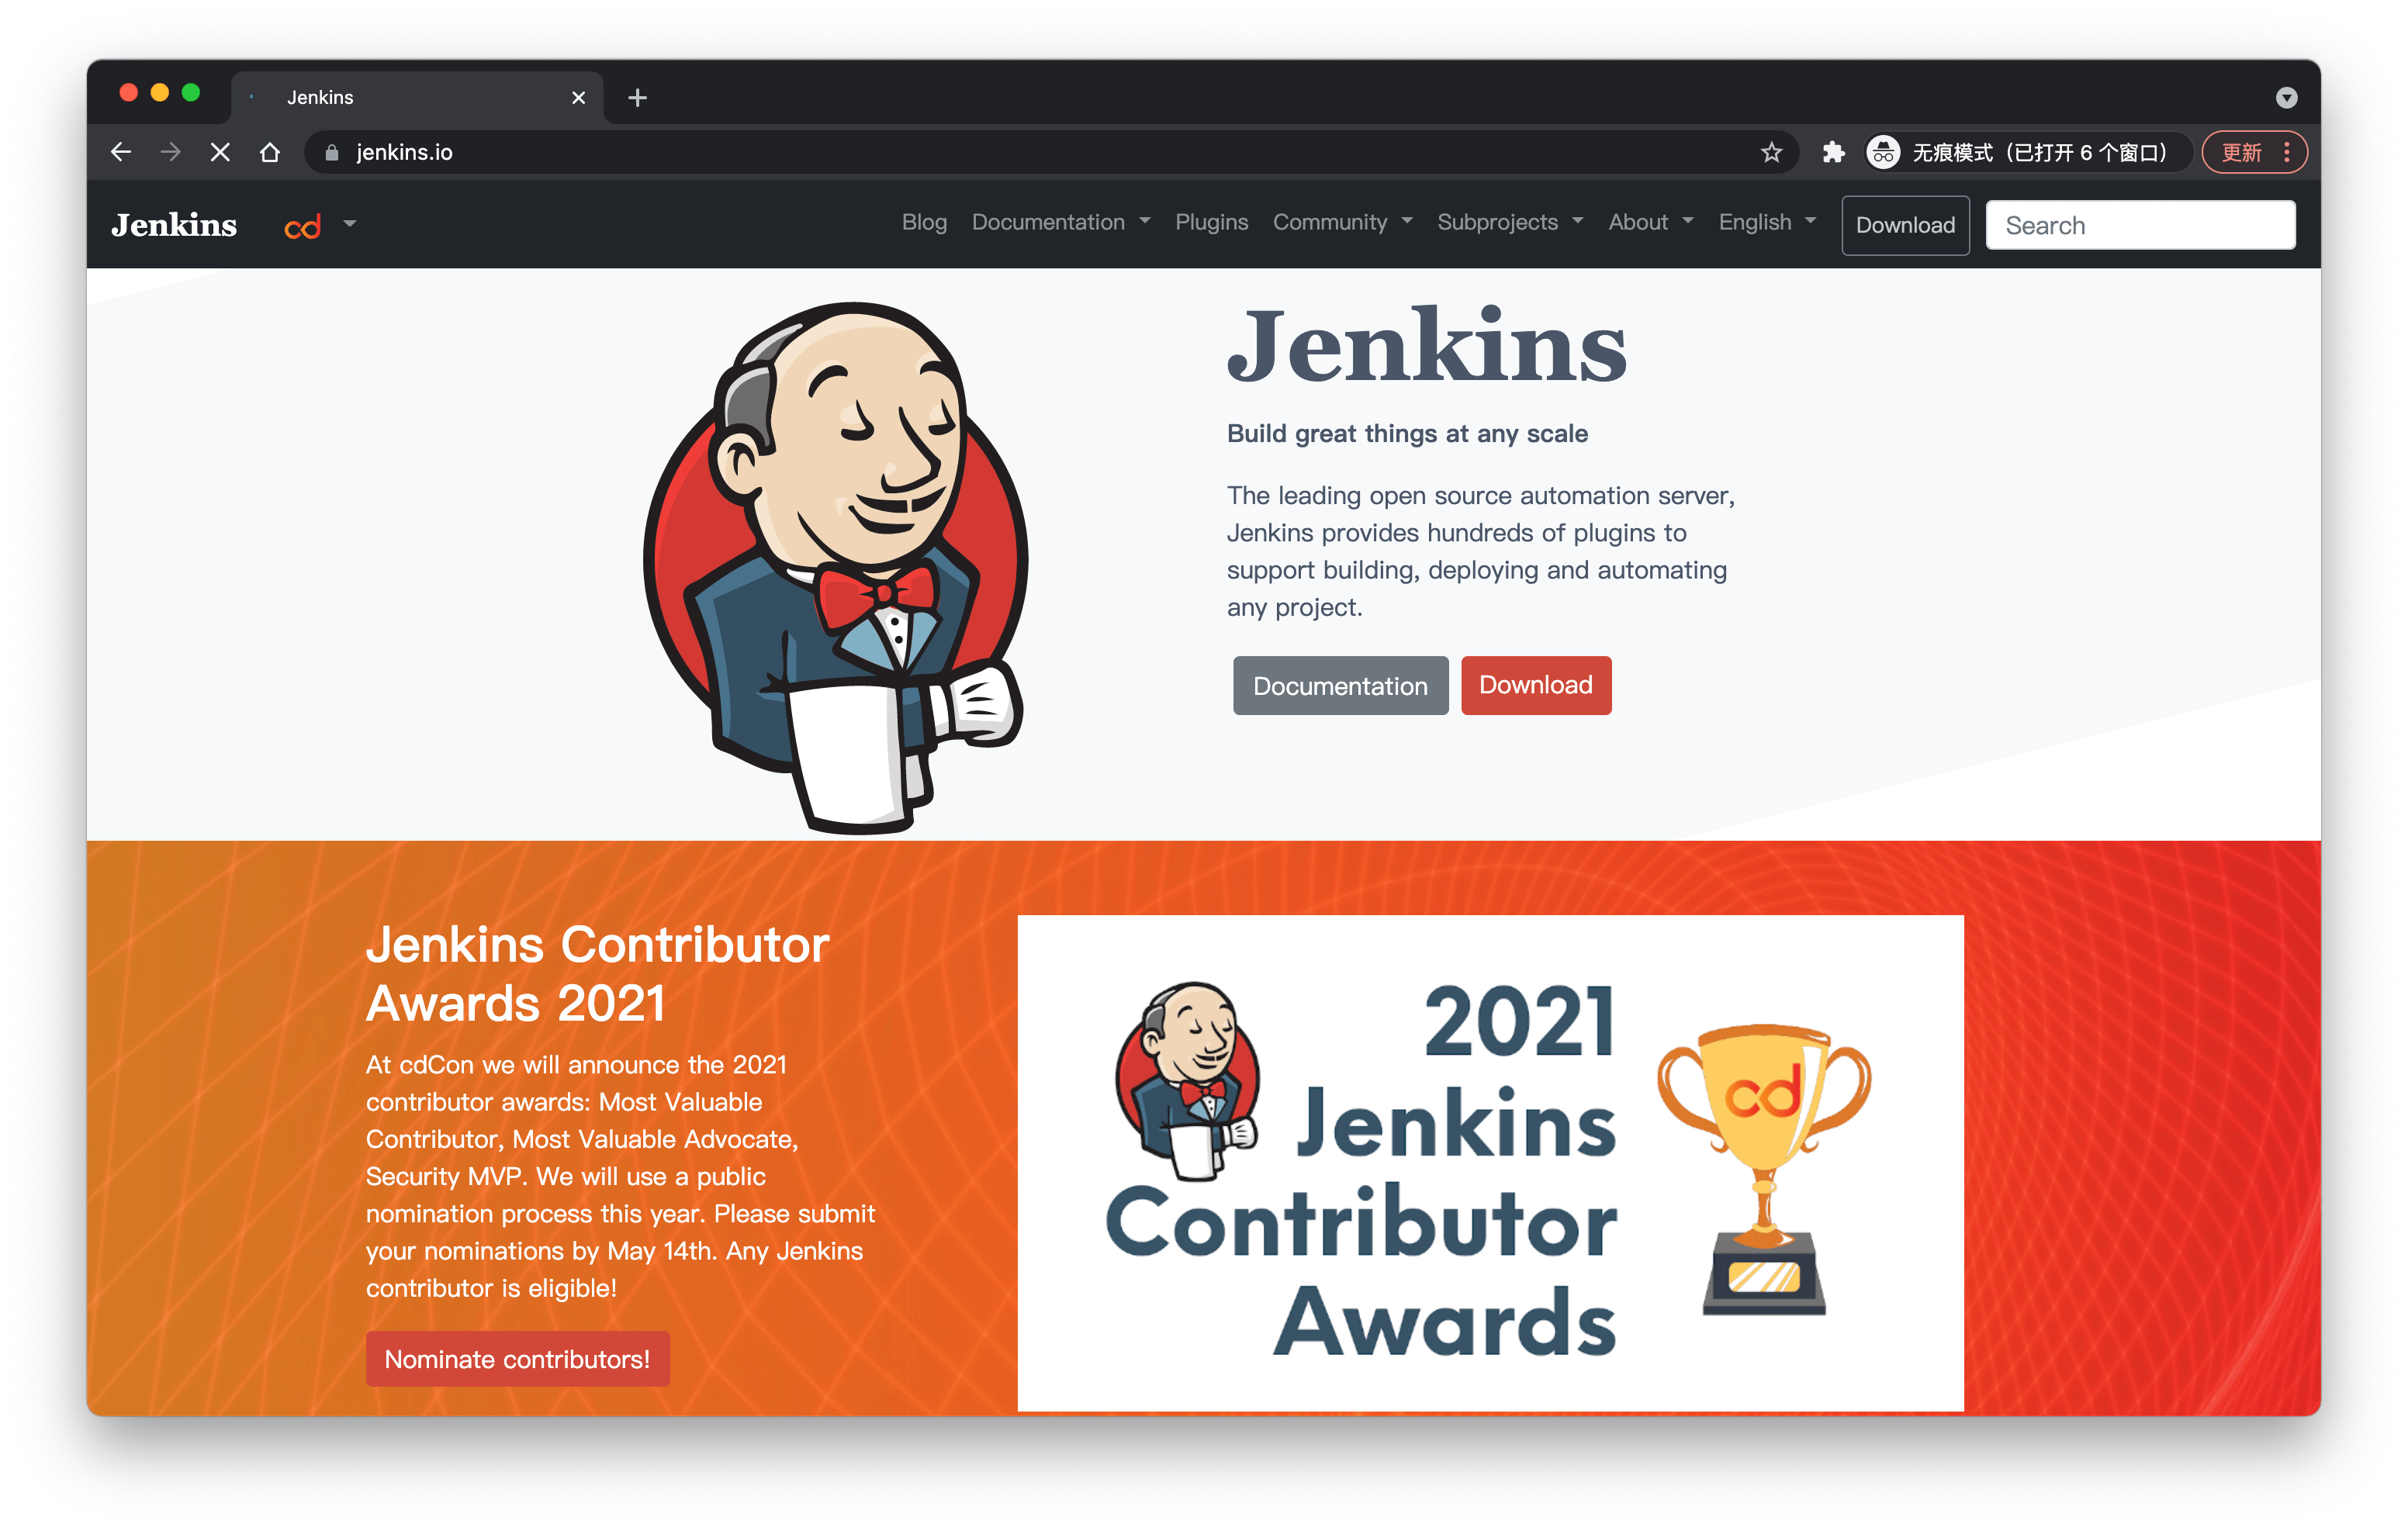 Jenkins
jenkins.io
无痕模式（已打开 6 个窗口）
更新
Jenkins
cd
Blog
Documentation
Plugins
Community
Subprojects
About
English
Download
Search
Jenkins
Build great things at any scale
The leading open source automation server,
Jenkins provides hundreds of plugins to
support building, deploying and automating
any project.
Documentation
Download
Jenkins Contributor
Awards 2021
At cdCon we will announce the 2021
contributor awards: Most Valuable
Contributor, Most Valuable Advocate,
Security MVP. We will use a public
nomination process this year. Please submit
your nominations by May 14th. Any Jenkins
contributor is eligible!
Nominate contributors!
2021
Jenkins
Contributor
Awards
cd